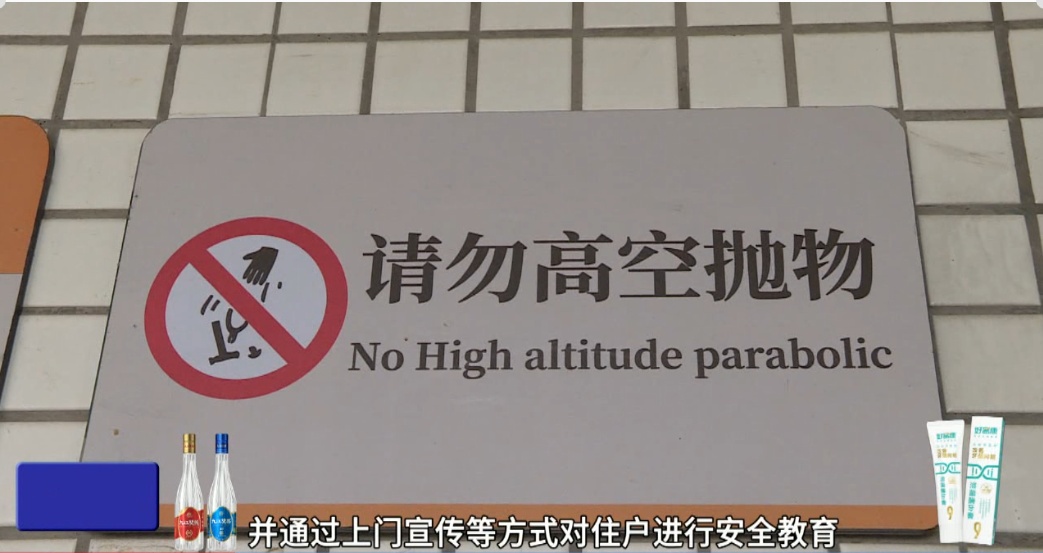 请勿高空抛物
No High altitude parabolic
并通过上门宣传等方式对住户进行安全教育